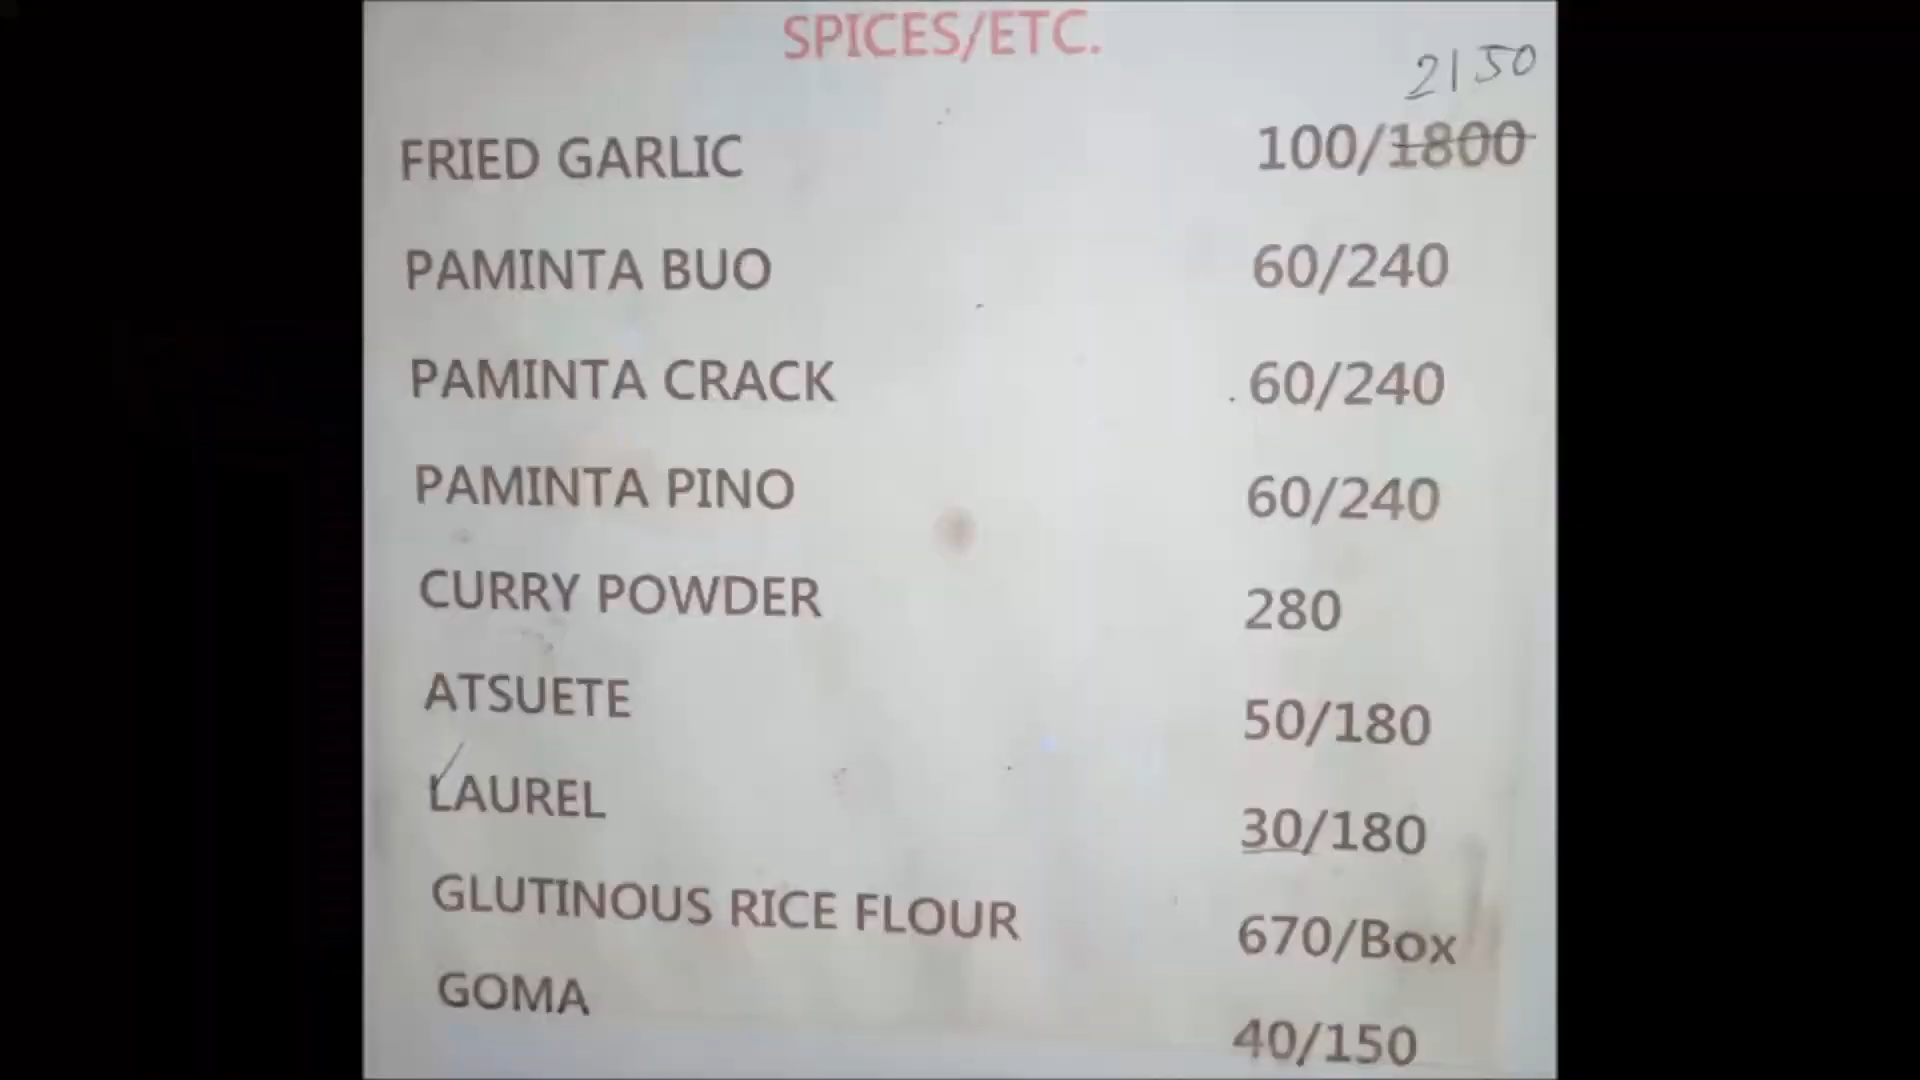 SPICES/ETC.
2150
FRIED GARLIC 100/1800
PAMINTA BUO 60/240
PAMINTA CRACK 60/240
PAMINTA PINO 60/240
CURRY POWDER 280
ATSUETE 50/180
LAUREL 30/180
GLUTINOUS RICE FLOUR 670/Box
GOMA 40/150